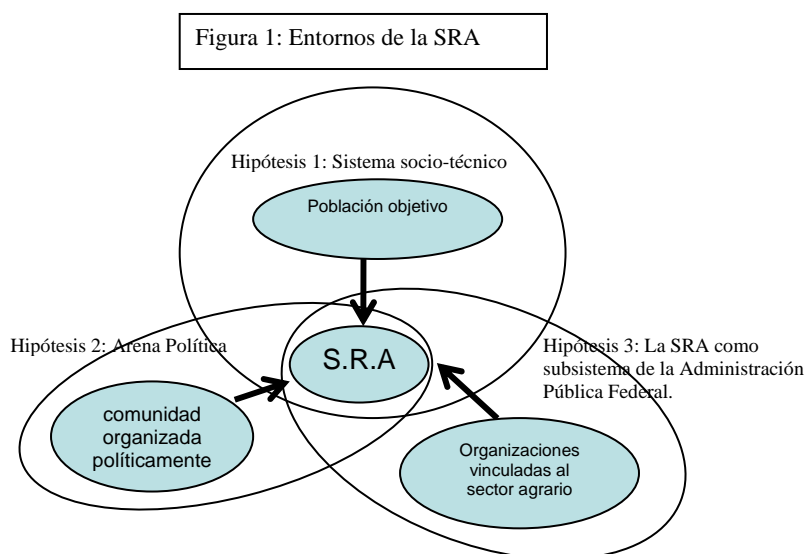 Figura 1: Entornos de la SRA
Hipótesis 1: Sistema socio-técnico
Población objetivo
Hipótesis 2: Arena Política
S.R.A
Hipótesis 3: La SRA como
subsistema de la Administración
Pública Federal.
comunidad
organizada
políticamente
Organizaciones
vinculadas al
sector agrario